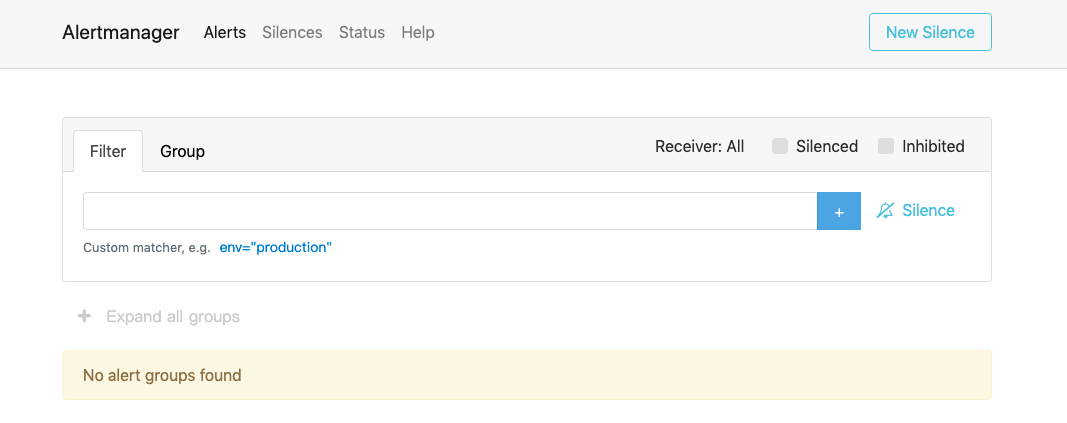 Alertmanager Alerts Silences Status Help New Silence
Filter Group Receiver: All Silenced Inhibited
+ Silence
Custom matcher, e.g. env="production"
+ Expand all groups
No alert groups found